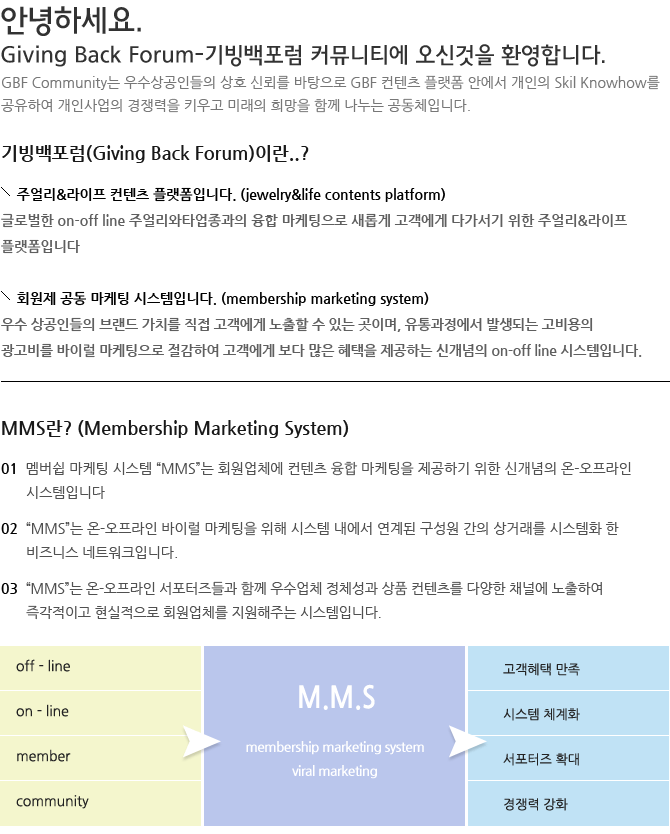 안녕하세요.
Giving Back Forum-기빙백포럼 커뮤니티에 오신것을 환영합니다.
GBF Community는 우수상공인들의 상호 신뢰를 바탕으로 GBF 컨텐츠 플랫폼 안에서 개인의 Skil Knowhow를
공유하여 개인사업의 경쟁력을 키우고 미래의 희망을 함께 나누는 공동체입니다.
기빙백포럼(Giving Back Forum)이란..?
＼ 주얼리&라이프 컨텐츠 플랫폼입니다. (jewelry&life contents platform)
글로벌한 on-off line 주얼리와타업종과의 융합 마케팅으로 새롭게 고객에게 다가서기 위한 주얼리&라이프
플랫폼입니다
＼ 회원제 공동 마케팅 시스템입니다. (membership marketing system)
우수 상공인들의 브랜드 가치를 직접 고객에게 노출할 수 있는 곳이며, 유통과정에서 발생되는 고비용의
광고비를 바이럴 마케팅으로 절감하여 고객에게 보다 많은 혜택을 제공하는 신개념의 on-off line 시스템입니다.
MMS란? (Membership Marketing System)
01 멤버쉽 마케팅 시스템 “MMS”는 회원업체에 컨텐츠 융합 마케팅을 제공하기 위한 신개념의 온-오프라인
시스템입니다
02 “MMS”는 온-오프라인 바이럴 마케팅을 위해 시스템 내에서 연계된 구성원 간의 상거래를 시스템화 한
비즈니스 네트워크입니다.
03 “MMS”는 온-오프라인 서포터즈들과 함께 우수업체 정체성과 상품 컨텐츠를 다양한 채널에 노출하여
즉각적이고 현실적으로 회원업체를 지원해주는 시스템입니다.
off - line
on - line
member
community
M.M.S
membership marketing system
viral marketing
고객혜택 만족
시스템 체계화
서포터즈 확대
경쟁력 강화